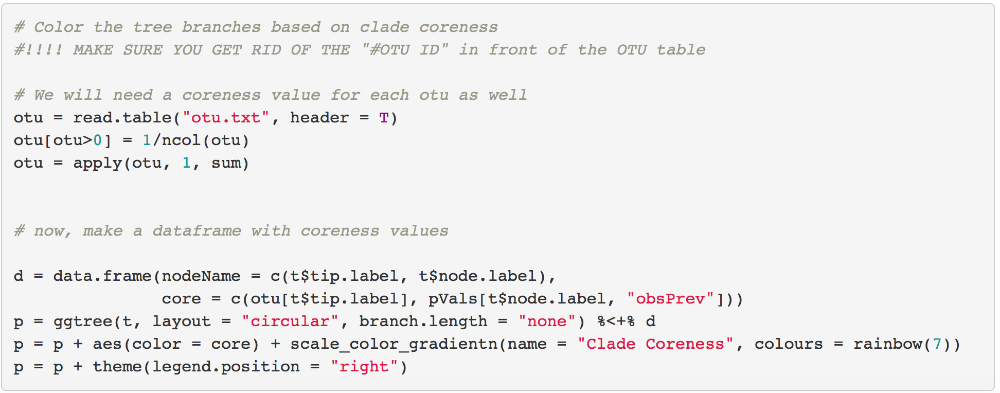 # Color the tree branches based on clade coreness
#!!!! MAKE SURE YOU GET RID OF THE "#OTU ID" in front of the OTU table
# We will need a coreness value for each otu as well
otu = read.table("otu.txt", header = T)
otu[otu>0] = 1/ncol(otu)
otu = apply(otu, 1, sum)
# now, make a dataframe with coreness values
d = data.frame(nodeName = c(t$tip.label, t$node.label),
core = c(otu[t$tip.label], pVals[t$node.label, "obsPrev"]))
p = ggtree(t, layout = "circular", branch.length = "none") %<+% d
p = p + aes(color = core) + scale_color_gradientn(name = "Clade Coreness", colours = rainbow(7))
p = p + theme(legend.position = "right")